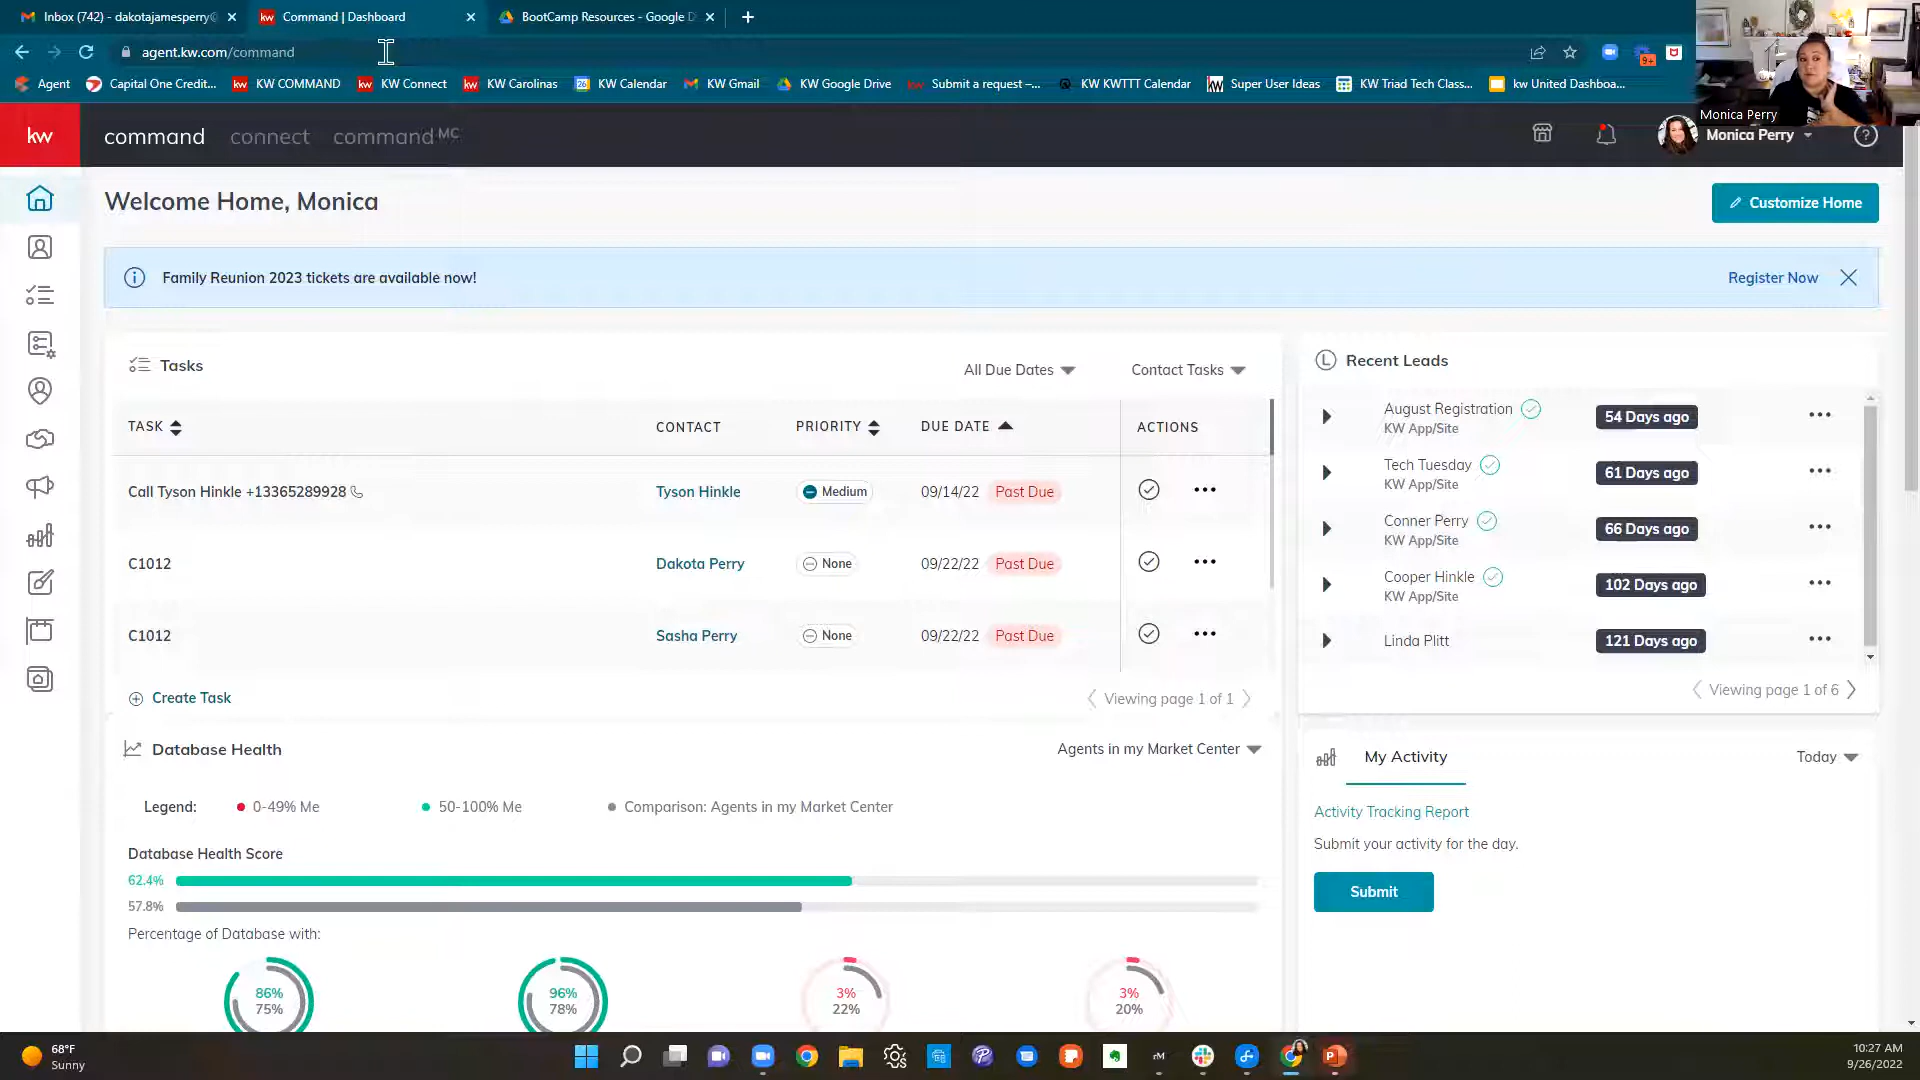 Inbox (742) - dakotajamesperry@
kw Command | Dashboard
BootCamp Resources - Google D
agent.kw.com/command
9+
Agent
Capital One Credit...
kw KW COMMAND
kw KW Connect
kw KW Carolinas
KW Calendar
KW Gmail
KW Google Drive
Submit a request –...
KW KWTTT Calendar
Super User Ideas
KW Triad Tech Class...
kw United Dashboa...
Monica Perry
kw
command connect command MC
Monica Perry
Welcome Home, Monica
Customize Home
Family Reunion 2023 tickets are available now!
Register Now
Tasks
All Due Dates
Contact Tasks
TASK CONTACT PRIORITY DUE DATE ACTIONS
Call Tyson Hinkle +13365289928 Tyson Hinkle Medium 09/14/22 Past Due
C1012 Dakota Perry None 09/22/22 Past Due
C1012 Sasha Perry None 09/22/22 Past Due
Create Task
Viewing page 1 of 1
Recent Leads
August Registration
KW App/Site
54 Days ago
Tech Tuesday
KW App/Site
61 Days ago
Conner Perry
KW App/Site
66 Days ago
Cooper Hinkle
KW App/Site
102 Days ago
Linda Plitt
121 Days ago
Viewing page 1 of 6
Database Health
Agents in my Market Center
Legend: 0-49% Me 50-100% Me Comparison: Agents in my Market Center
Database Health Score
62.4%
57.8%
Percentage of Database with:
86%
75%
96%
78%
3%
22%
3%
20%
My Activity
Today
Activity Tracking Report
Submit your activity for the day.
Submit
68°F
Sunny
rM
10:27 AM
9/26/2022